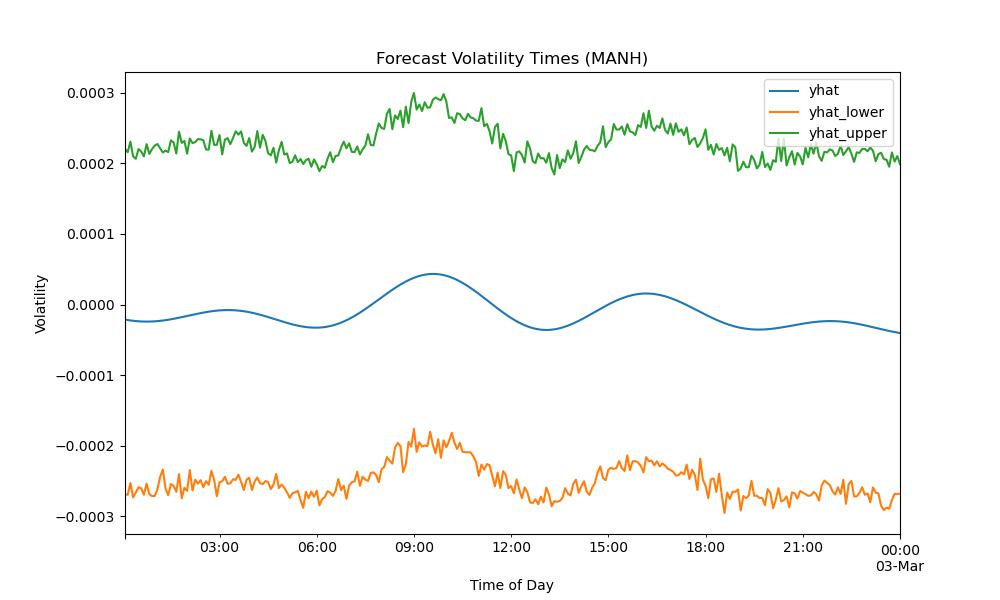 Forecast Volatility Times (MANH)
yhat
yhat_lower
yhat_upper
0.0003
0.0002
0.0001
0.0000
−0.0001
−0.0002
−0.0003
Volatility
03:00
06:00
09:00
12:00
15:00
18:00
21:00
00:00
03-Mar
Time of Day